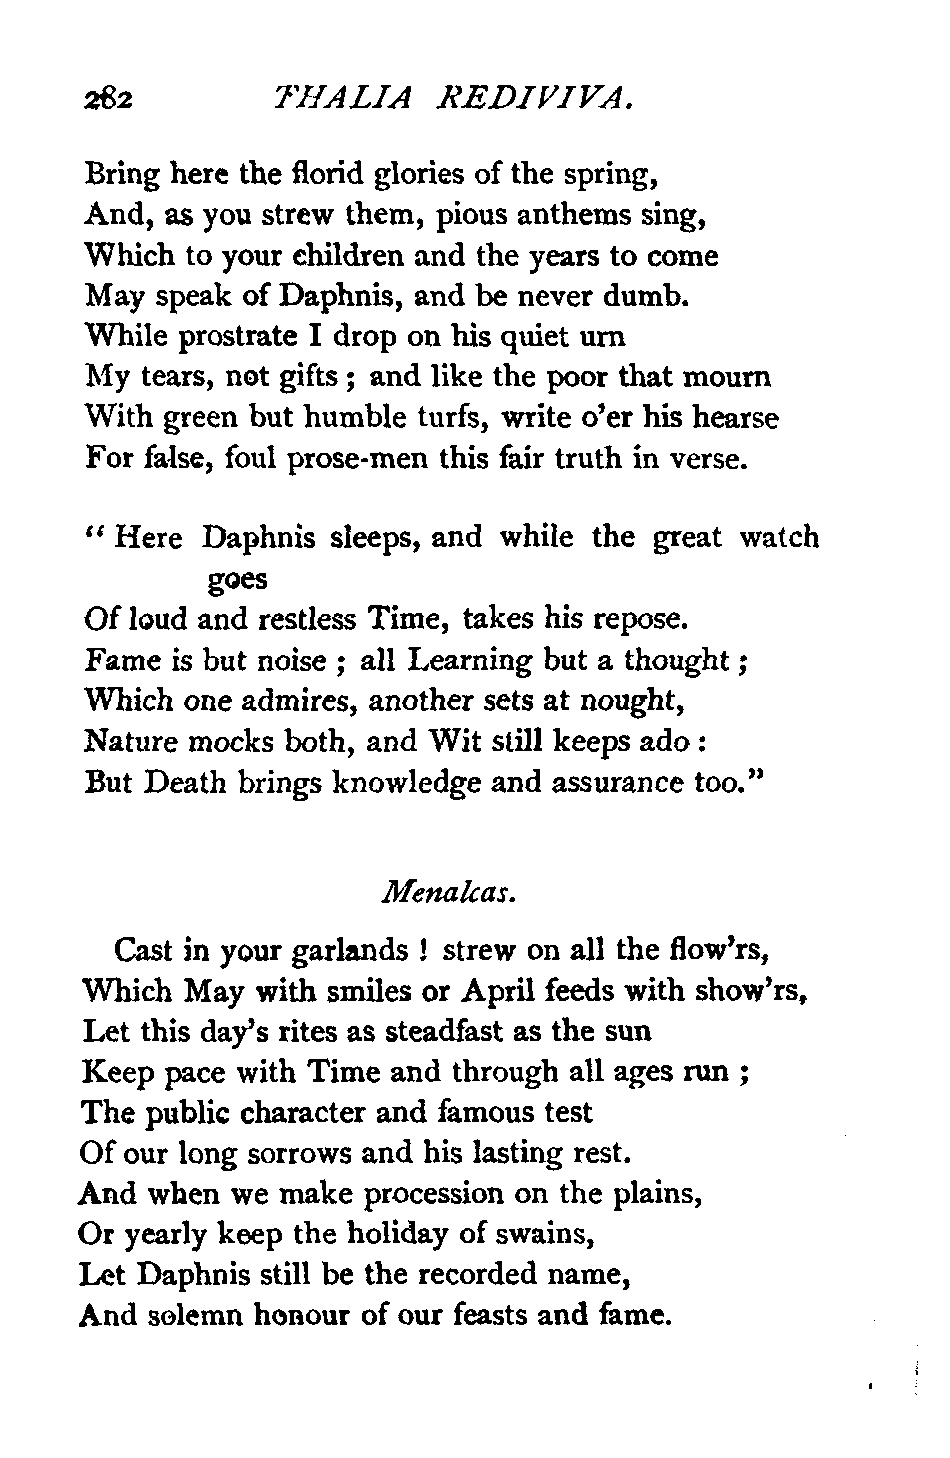 282 THALIA REDIVIVA.
Bring here the florid glories of the spring,
And, as you strew them, pious anthems sing,
Which to your children and the years to come
May speak of Daphnis, and be never dumb.
While prostrate I drop on his quiet urn
My tears, not gifts ; and like the poor that mourn
With green but humble turfs, write o'er his hearse
For false, foul prose-men this fair truth in verse.
“ Here Daphnis sleeps, and while the great watch
goes
Of loud and restless Time, takes his repose.
Fame is but noise ; all Learning but a thought ;
Which one admires, another sets at nought,
Nature mocks both, and Wit still keeps ado :
But Death brings knowledge and assurance too.”
Menalcas.
Cast in your garlands ! strew on all the flow'rs,
Which May with smiles or April feeds with show'rs,
Let this day's rites as steadfast as the sun
Keep pace with Time and through all ages run ;
The public character and famous test
Of our long sorrows and his lasting rest.
And when we make procession on the plains,
Or yearly keep the holiday of swains,
Let Daphnis still be the recorded name,
And solemn honour of our feasts and fame.